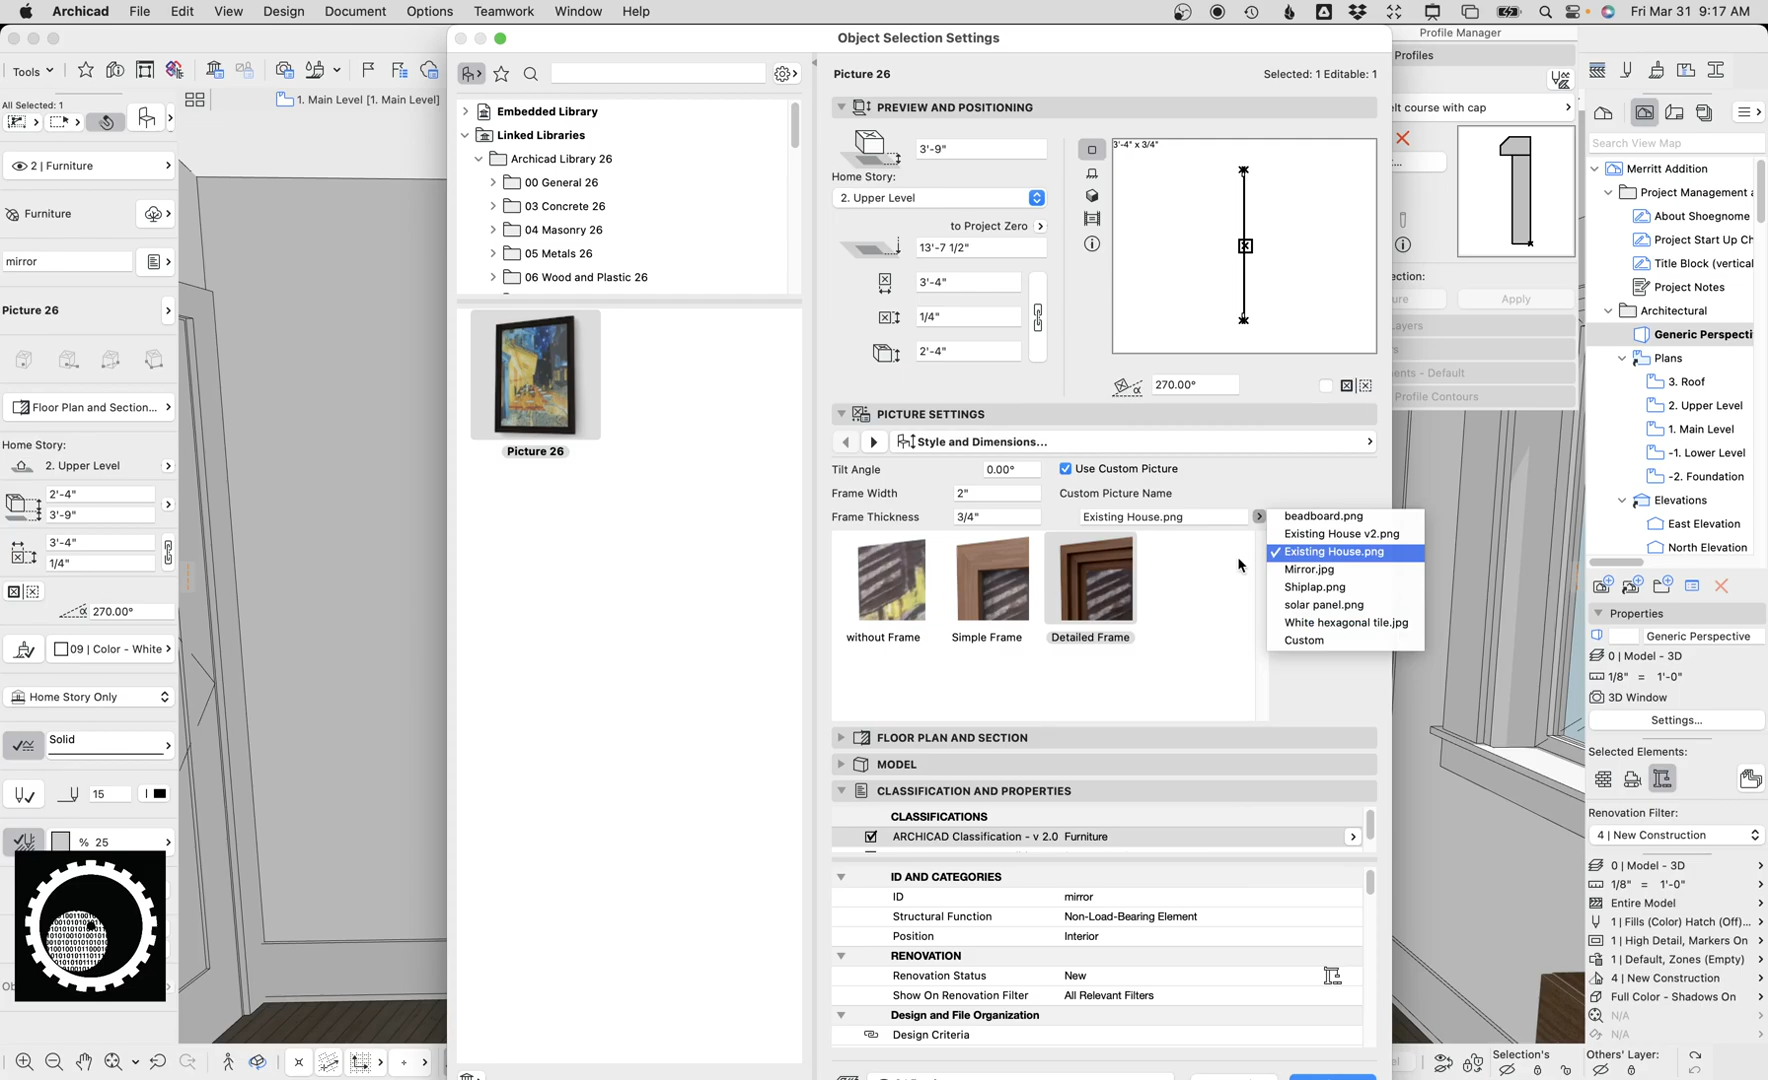 Archicad File Edit View Design Document Options Teamwork Window Help Fri Mar 31 9:17 AM
Object Selection Settings
Profile Manager
Tools
Profiles
Picture 26 Selected: 1 Editable: 1
All Selected: 1
1. Main Level [1. Main Level]
Embedded Library
PREVIEW AND POSITIONING
elt course with cap
Linked Libraries
3'-9"
3'-4" x 3/4"
Search View Map
2 | Furniture
Archicad Library 26
Home Story:
Merritt Addition
00 General 26
2. Upper Level
Project Management a
Furniture
03 Concrete 26
to Project Zero
About Shoegnome
04 Masonry 26
13'-7 1/2"
Project Start Up Ch
mirror
05 Metals 26
Title Block (vertical
06 Wood and Plastic 26
3'-4"
ection:
Project Notes
Picture 26
1/4"
ure Apply
Architectural
ayers
Generic Perspecti
2'-4"
rs
Plans
ments - Default
3. Roof
270.00°
Profile Contours
Floor Plan and Section...
2. Upper Level
PICTURE SETTINGS
1. Main Level
Home Story:
Style and Dimensions...
-1. Lower Level
2. Upper Level
Picture 26
Tilt Angle 0.00° Use Custom Picture
-2. Foundation
2'-4"
Frame Width 2" Custom Picture Name
Elevations
3'-9"
Frame Thickness 3/4" Existing House.png
beadboard.png
Existing House v2.png
Existing House.png
Mirror.jpg
Shiplap.png
solar panel.png
White hexagonal tile.jpg
Custom
East Elevation
North Elevation
3'-4"
1/4"
270.00°
without Frame Simple Frame Detailed Frame
Properties
Generic Perspective
09 | Color - White
0 | Model - 3D
1/8" = 1'-0"
Home Story Only
3D Window
Settings...
Solid
FLOOR PLAN AND SECTION
Selected Elements:
MODEL
15
CLASSIFICATION AND PROPERTIES
CLASSIFICATIONS
Renovation Filter:
% 25
ARCHICAD Classification - v 2.0 Furniture
4 | New Construction
0 | Model - 3D
ID AND CATEGORIES
1/8" = 1'-0"
ID mirror
Entire Model
Structural Function Non-Load-Bearing Element
1 | Fills (Color) Hatch (Off)...
Position Interior
1 | High Detail, Markers On
RENOVATION
1 | Default, Zones (Empty)
Renovation Status New
4 | New Construction
Show On Renovation Filter All Relevant Filters
Full Color - Shadows On
Design and File Organization
N/A
Design Criteria
N/A
Selection's
Others' Layer: